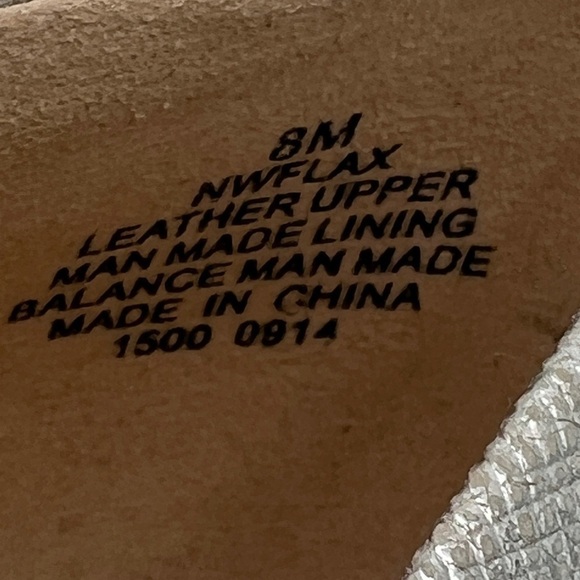 8M
NWFLAX
LEATHER UPPER
MAN MADE LINING
BALANCE MAN MADE
MADE IN CHINA
1500 0914